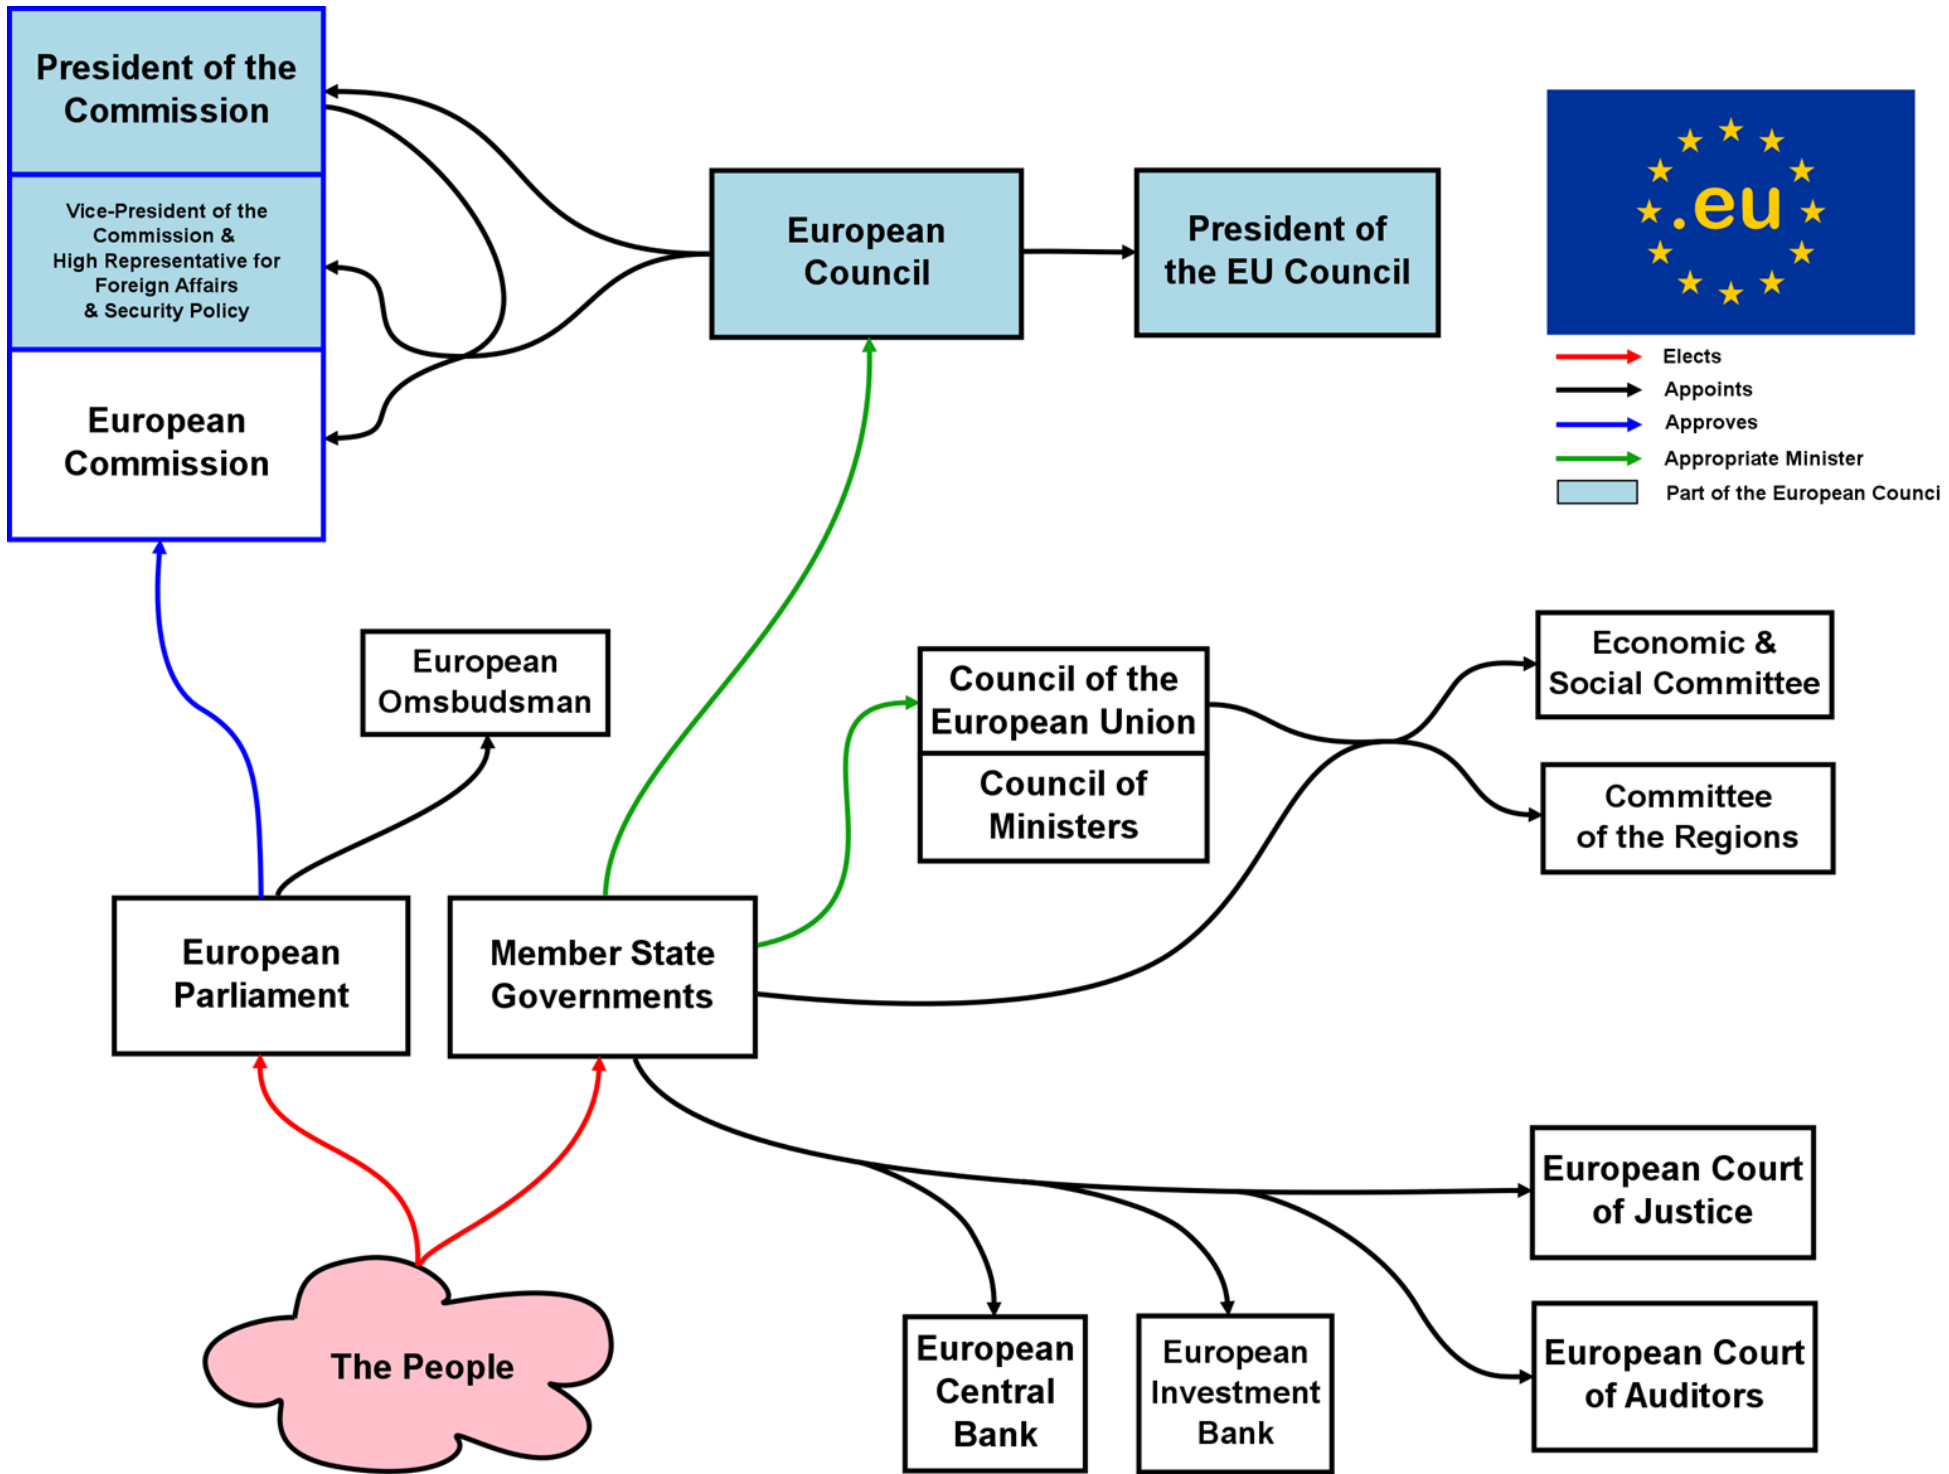 President of the
Commission
Vice-President of the
Commission &
High Representative for
Foreign Affairs
& Security Policy
European
Commission
European
Council
President of
the EU Council
.eu
Elects
Appoints
Approves
Appropriate Minister
Part of the European Counci
European
Omsbudsman
Council of the
European Union
Council of
Ministers
Economic &
Social Committee
Committee
of the Regions
European
Parliament
Member State
Governments
European Court
of Justice
The People
European
Central
Bank
European
Investment
Bank
European Court
of Auditors